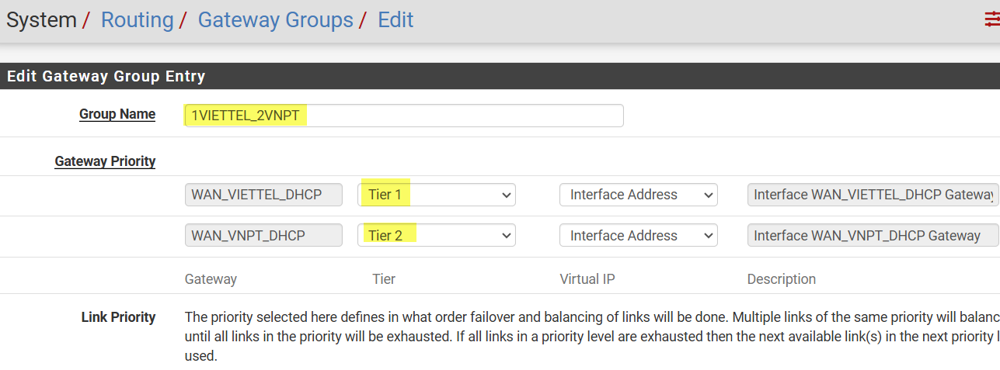 System / Routing / Gateway Groups / Edit
Edit Gateway Group Entry
Group Name 1VIETTEL_2VNPT
Gateway Priority
WAN_VIETTEL_DHCP Tier 1 Interface Address Interface WAN_VIETTEL_DHCP Gateway
WAN_VNPT_DHCP Tier 2 Interface Address Interface WAN_VNPT_DHCP Gateway
Gateway Tier Virtual IP Description
Link Priority The priority selected here defines in what order failover and balancing of links will be done. Multiple links of the same priority will balanc
until all links in the priority will be exhausted. If all links in a priority level are exhausted then the next available link(s) in the next priority l
used.